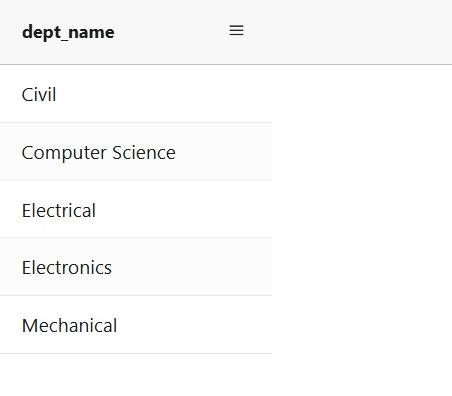 dept_name
Civil
Computer Science
Electrical
Electronics
Mechanical